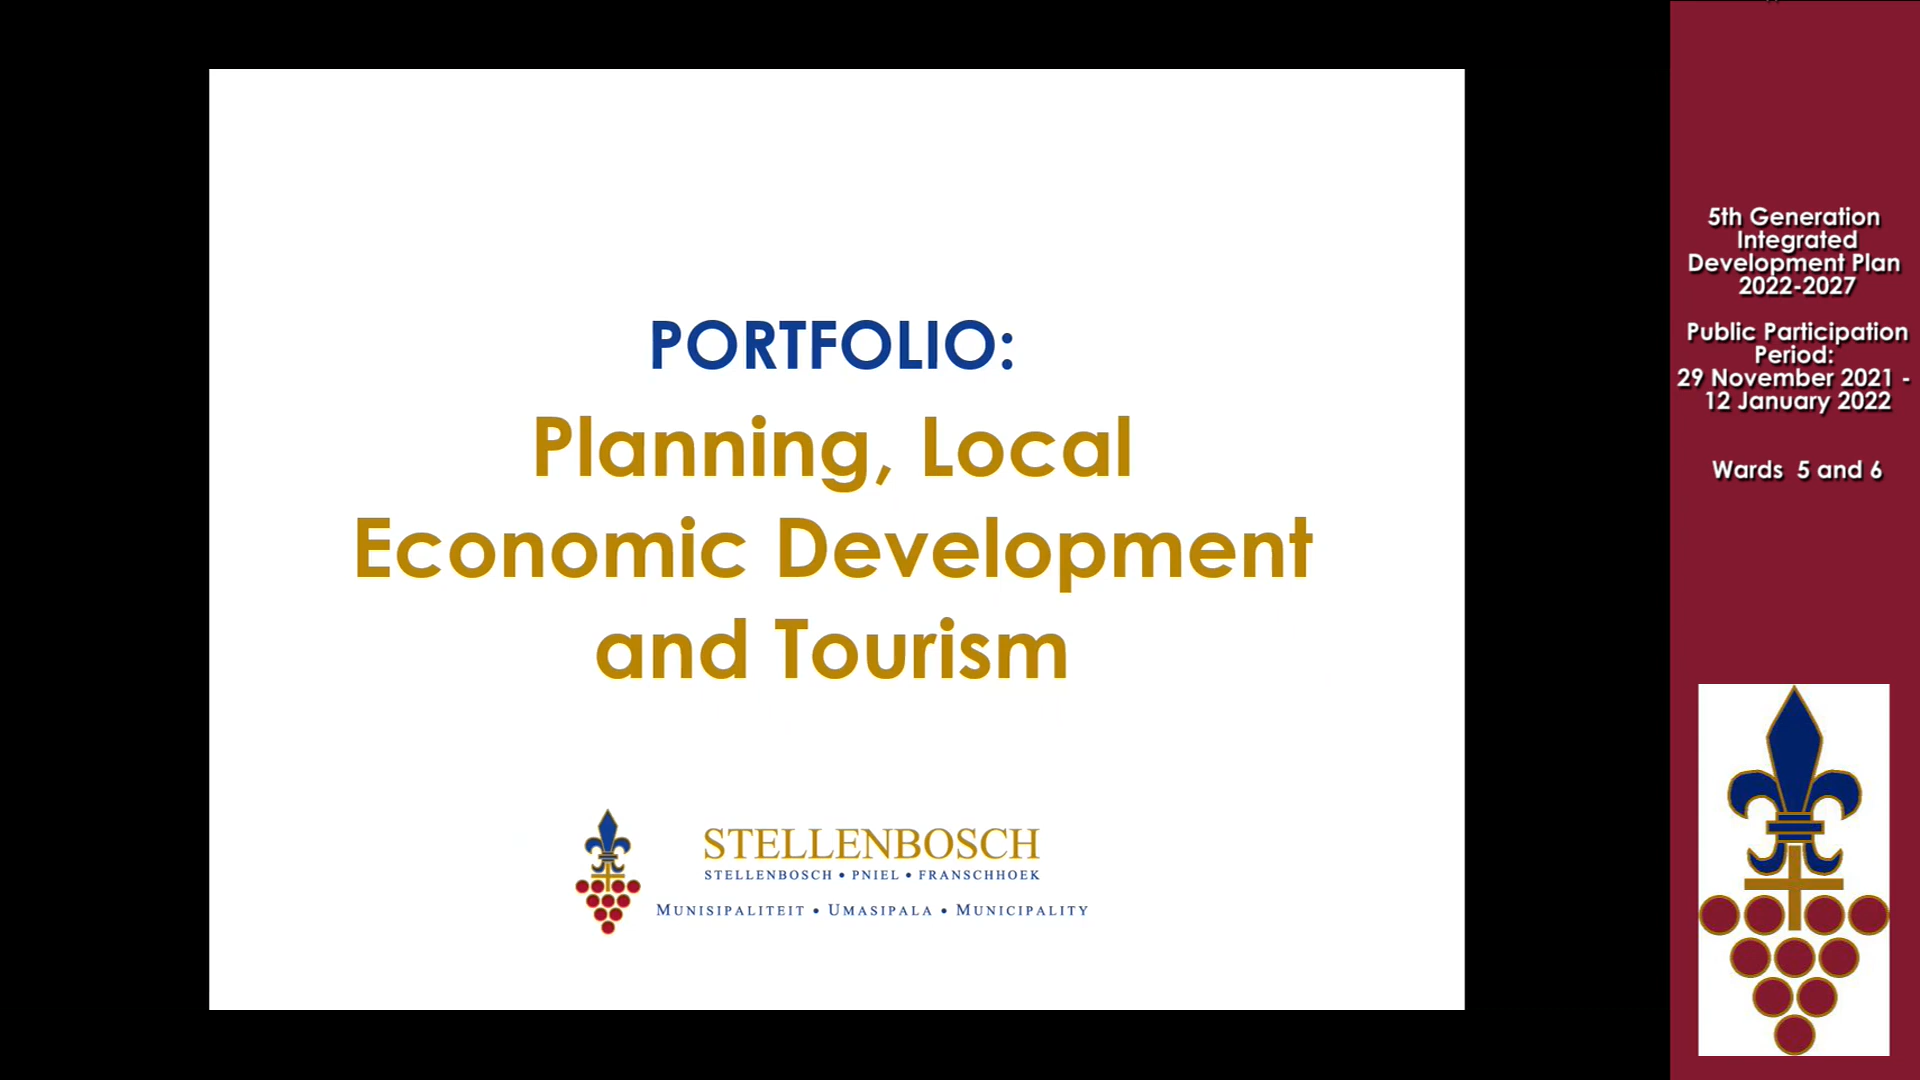 PORTFOLIO:
Planning, Local
Economic Development
and Tourism
STELLENBOSCH
STELLENBOSCH • PNIEL • FRANSCHHOEK
MUNISIPALITEIT • UMASIPALA • MUNICIPALITY
5th Generation
Integrated
Development Plan
2022-2027
Public Participation
Period:
29 November 2021 -
12 January 2022
Wards 5 and 6